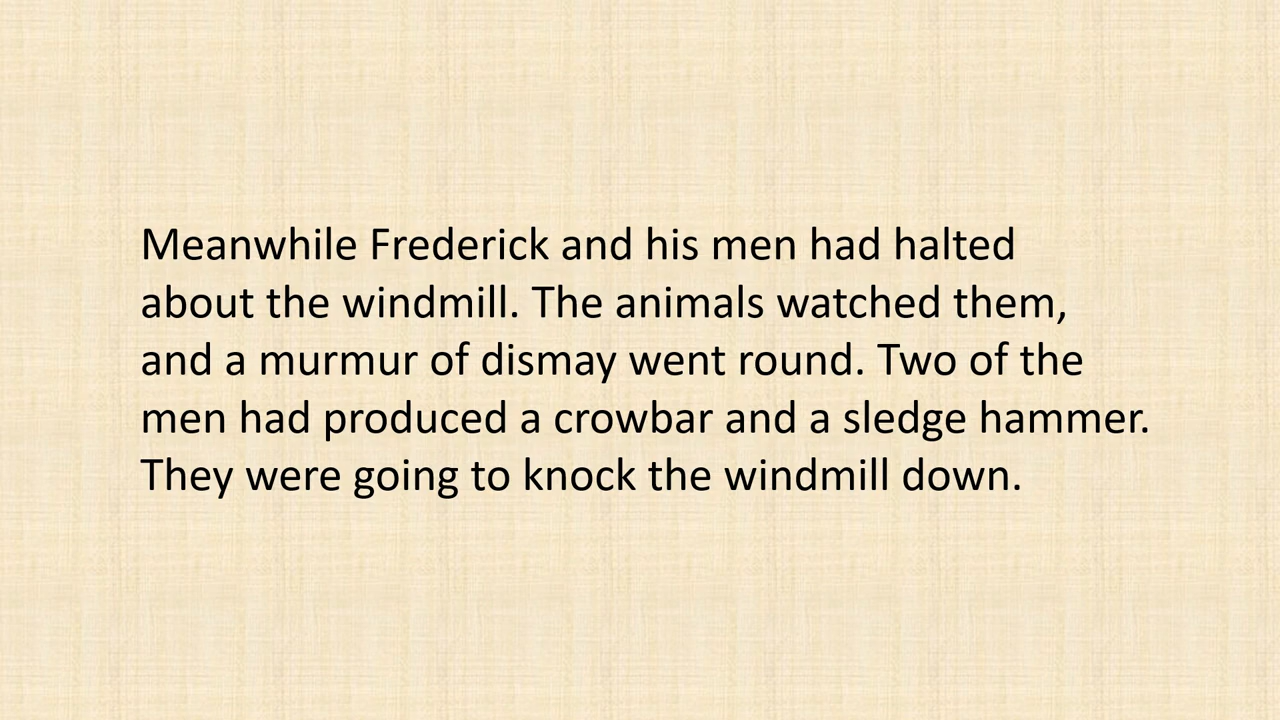 Meanwhile Frederick and his men had halted
about the windmill. The animals watched them,
and a murmur of dismay went round. Two of the
men had produced a crowbar and a sledge hammer.
They were going to knock the windmill down.